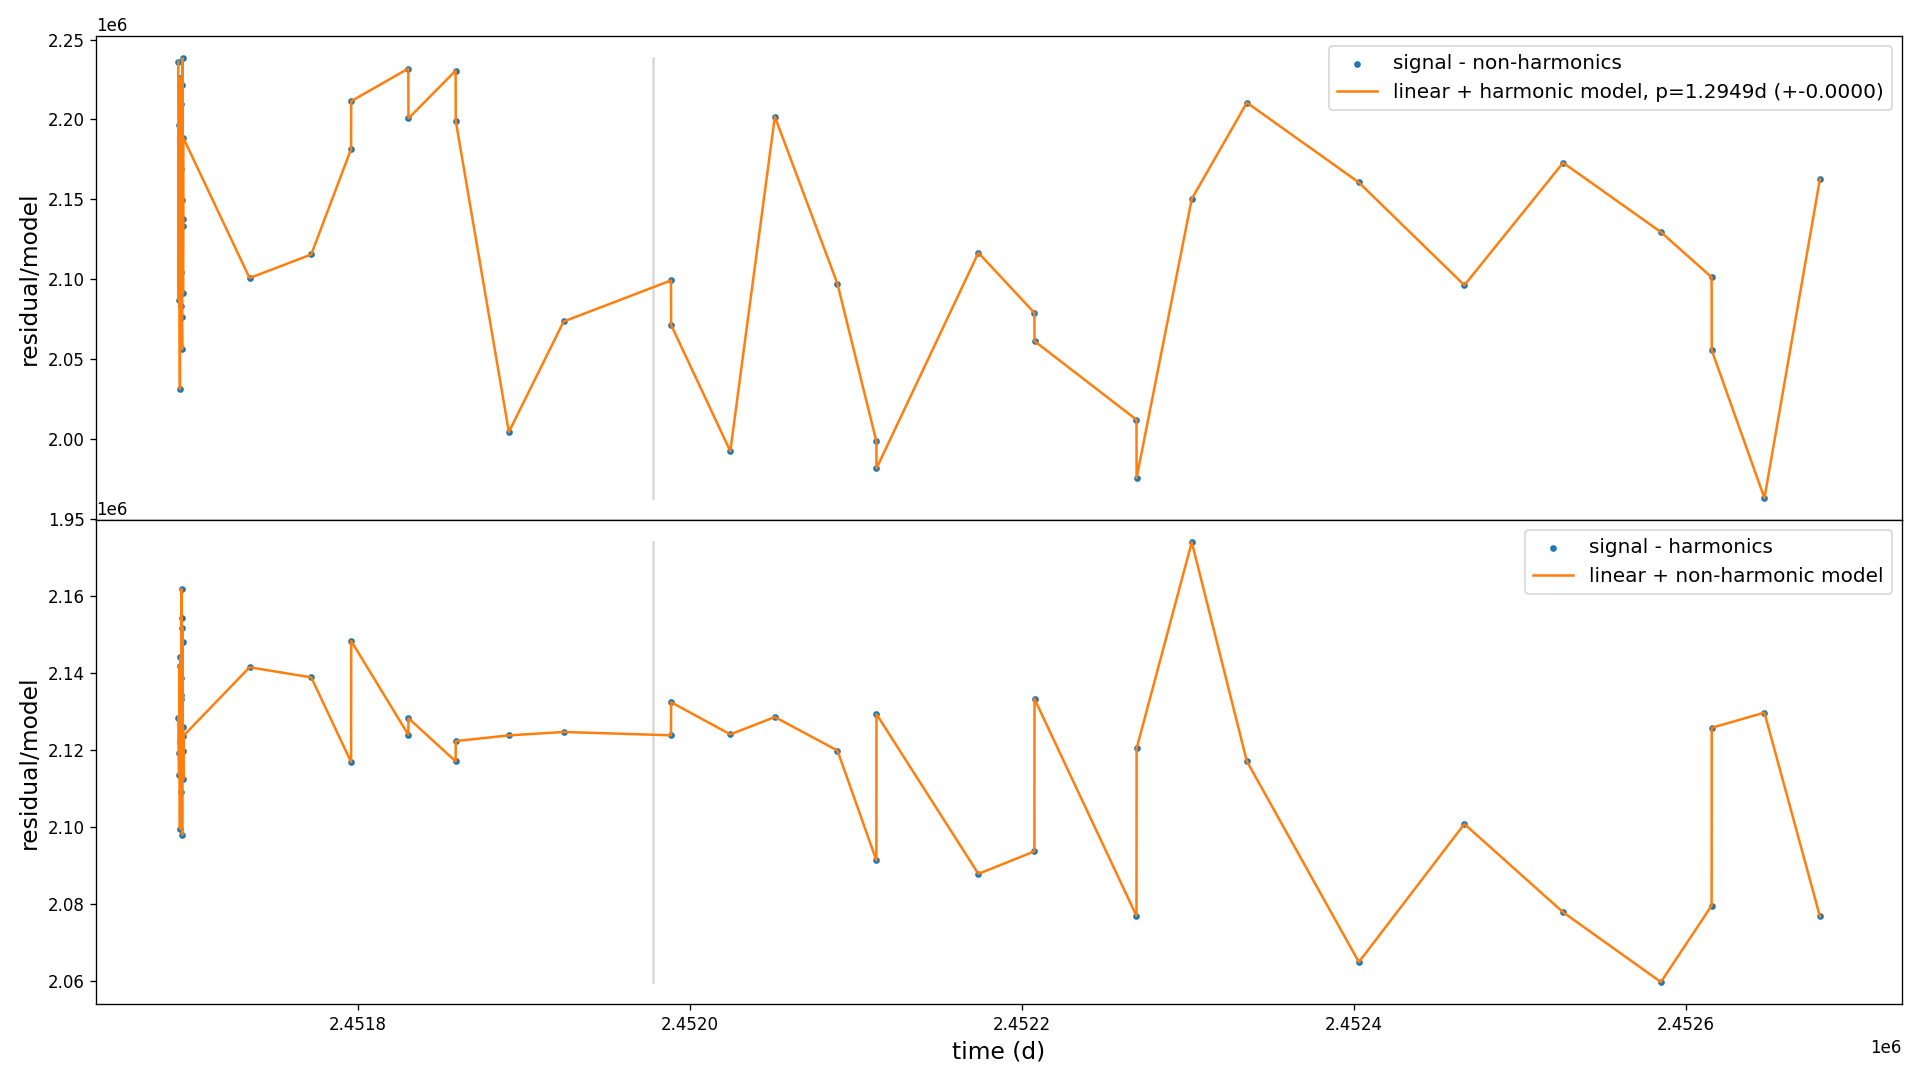 1e6
2.25
2.20
2.15
2.10
2.05
2.00
1.95
residual/model
signal - non-harmonics
linear + harmonic model, p=1.2949d (+-0.0000)
1e6
2.16
2.14
2.12
2.10
2.08
2.06
residual/model
signal - harmonics
linear + non-harmonic model
2.4518
2.4520
2.4522
2.4524
2.4526
time (d)
1e6